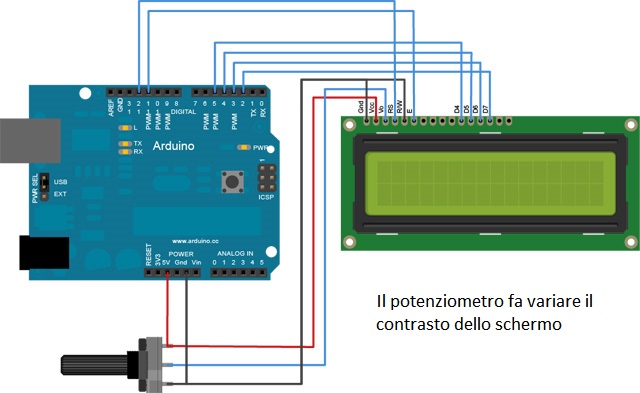 Gnd
Vcc
Vo
RS
R/W
E
D4
D5
D6
D7
AREF
GND
13
12
11
10
9
8
7
6
5
4
3
2
1
0
PWM
PWM
PWM
PWM
PWM
PWM
TX
RX
DIGITAL
L
TX
RX
Arduino
PWR
1
ICSP
PWR SEL
USB
EXT
www.arduino.cc
POWER
ANALOG IN
RESET
3V3
5V
Gnd
Vin
0 1 2 3 4 5
Il potenziometro fa variare il
contrasto dello schermo